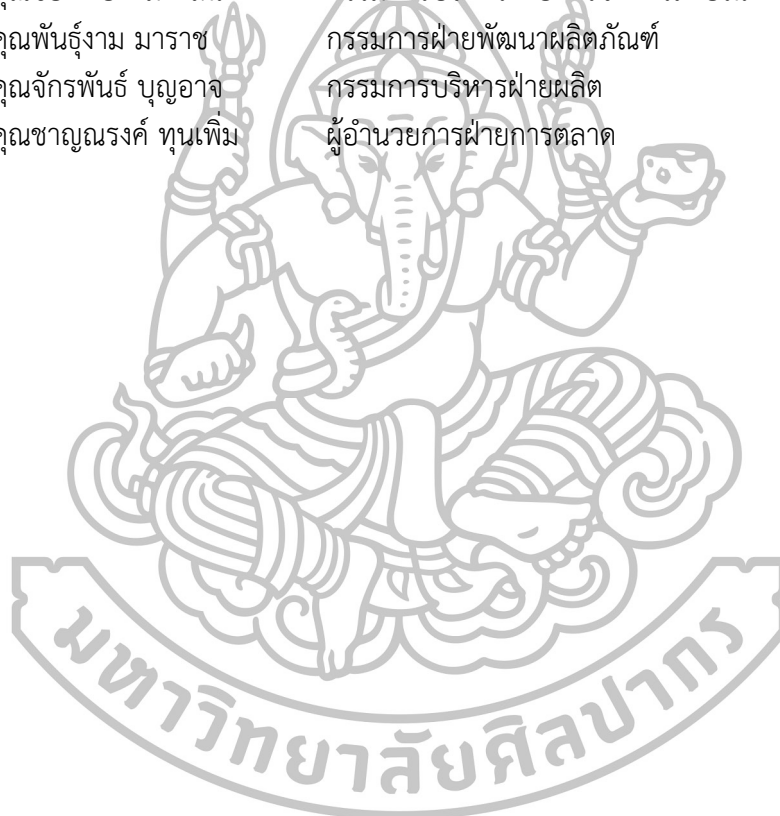 คุณพันธุ์งาม มาราช กรรมการฝ่ายพัฒนาผลิตภัณฑ์
คุณจักรพันธ์ บุญอาจ กรรมการบริหารฝ่ายผลิต
คุณชาญณรงค์ ทุนเพิ่ม ผู้อำนวยการฝ่ายการตลาด
มหาวิทยาลัยศิลปากร